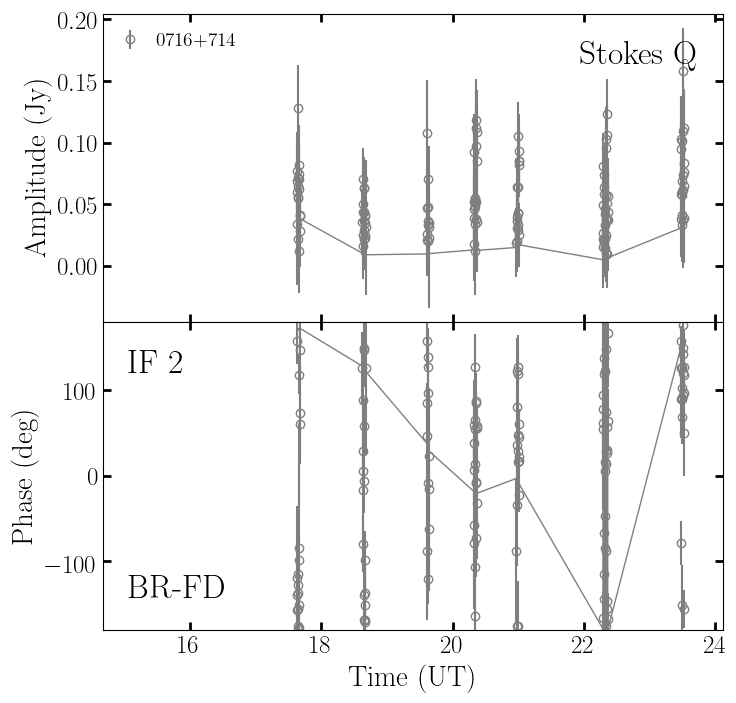 0.20
0716+714
Stokes Q
0.15
0.10
0.05
0.00
Amplitude (Jy)
IF 2
100
0
−100
Phase (deg)
BR-FD
16 18 20 22 24
Time (UT)